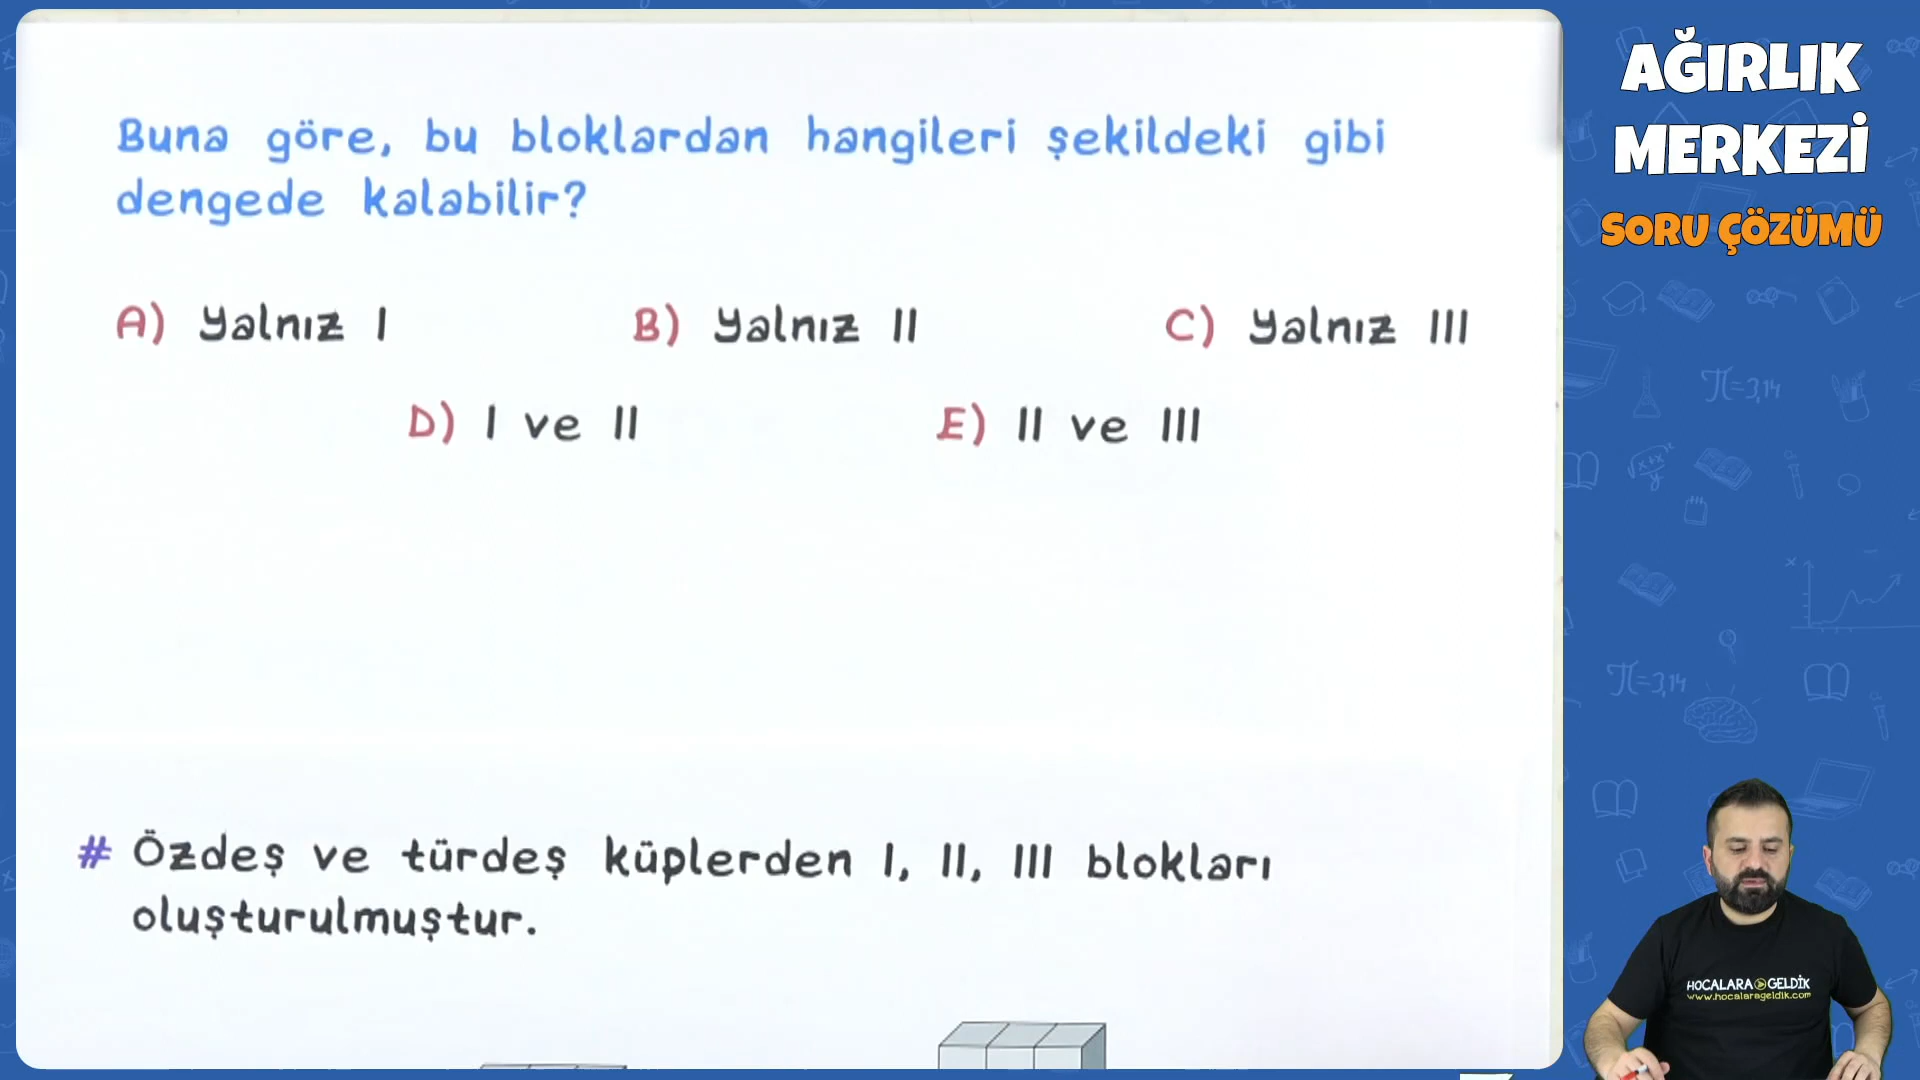 Buna göre, bu bloklardan hangileri şekildeki gibi
dengede kalabilir?
A) Yalnız I
B) Yalnız II
C) Yalnız III
D) I ve II
E) II ve III
# Özdeş ve türdeş küplerden I, II, III blokları
oluşturulmuştur.
AĞIRLIK
MERKEZİ
SORU ÇÖZÜMÜ
π=3,14
π=3,14
HOCALARA GELDİK
www.hocalarageldik.com